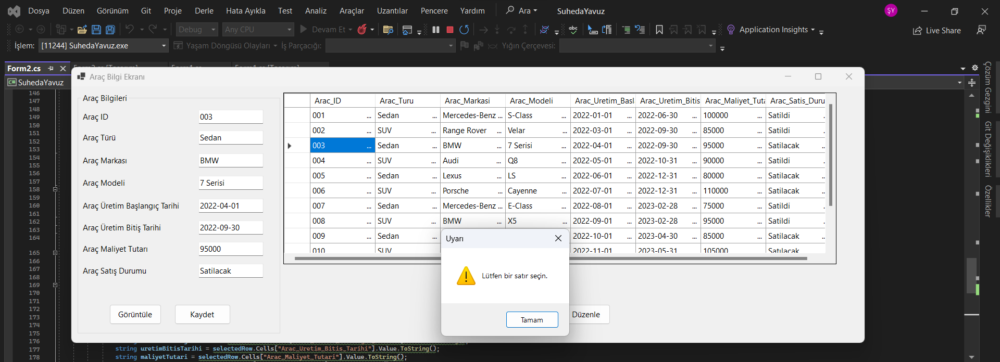 Dosya Düzen Görünüm Git Proje Derle Hata Ayıkla Test Analiz Araçlar Uzantılar Pencere Yardım Ara SuhedaYavuz ŞY
Debug Any CPU Devam Et abc Application Insights Live Share
İşlem: [11244] SuhedaYavuz.exe Yaşam Döngüsü Olayları İş Parçacığı: Yığın Çerçevesi:
Form2.cs
C# SuhedaYavuz
Araç Bilgi Ekranı
Araç Bilgileri
Araç ID 003
Araç Türü Sedan
Araç Markası BMW
Araç Modeli 7 Serisi
Araç Üretim Başlangıç Tarihi 2022-04-01
Araç Üretim Bitiş Tarihi 2022-09-30
Araç Maliyet Tutarı 95000
Araç Satış Durumu Satilacak
Görüntüle Kaydet
Arac_ID Arac_Turu Arac_Markasi Arac_Modeli Arac_Uretim_Basl Arac_Uretim_Bitis Arac_Maliyet_Tuta Arac_Satis_Duru
001 ... Sedan ... Mercedes-Benz ... S-Class ... 2022-01-01 ... 2022-06-30 ... 100000 ... Satildi
002 ... SUV ... Range Rover ... Velar ... 2022-03-01 ... 2022-09-30 ... 85000 ... Satildi
003 ... Sedan ... BMW ... 7 Serisi ... 2022-04-01 ... 2022-09-30 ... 95000 ... Satilacak
004 ... SUV ... Audi ... Q8 ... 2022-05-01 ... 2022-10-31 ... 90000 ... Satildi
005 ... Sedan ... Lexus ... LS ... 2022-06-01 ... 2022-12-31 ... 80000 ... Satilacak
006 ... SUV ... Porsche ... Cayenne ... 2022-07-01 ... 2022-12-31 ... 110000 ... Satilacak
007 ... Sedan ... Mercedes-Benz ... E-Class ... 2022-08-01 ... 2023-02-28 ... 75000 ... Satildi
008 ... SUV ... BMW ... X5 ... 2022-09-01 ... 2023-02-28 ... 95000 ... Satildi
009 ... Sedan ... 2022-10-01 ... 2023-04-30 ... 85000 ... Satilacak
010 ... SUV 2022-11-01 ... 2023-05-31 ... 105000 ... Satılacak
Uyarı
Lütfen bir satır seçin.
Tamam
Düzenle
146
147
148
149
150
151
152
153
154
155
156
157
158
159
160
161
162
163
164
165
166
167
168
169
170
171
172
173
174
175
176
177 string uretimBitisTarihi = selectedRow.Cells["Arac_Uretim_Bitis_Tarihi"].Value.ToString();
178 string maliyetTutari = selectedRow.Cells["Arac_Maliyet_Tutari"].Value.ToString();
Çözüm Gezgini
Git Değişiklikleri
Özellikler